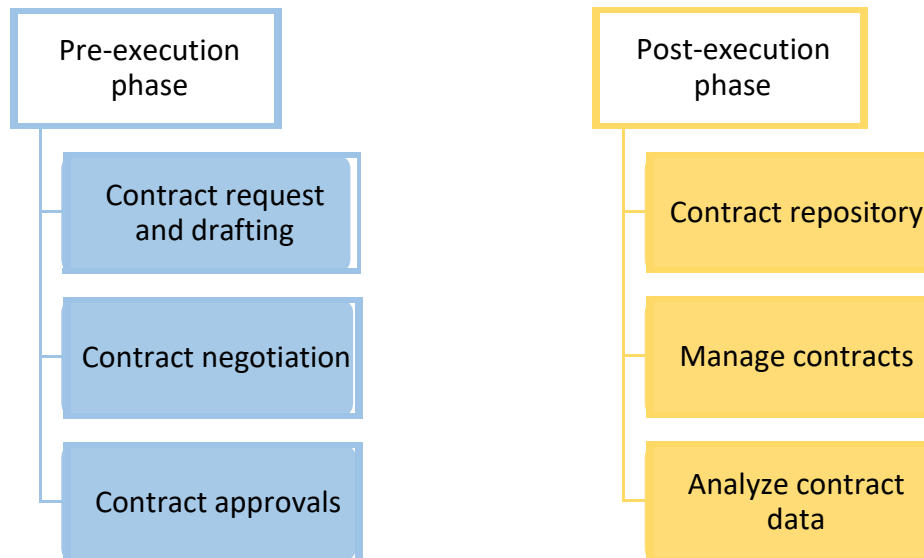 Pre-execution
phase
Contract request
and drafting
Contract negotiation
Contract approvals
Post-execution
phase
Contract repository
Manage contracts
Analyze contract
data